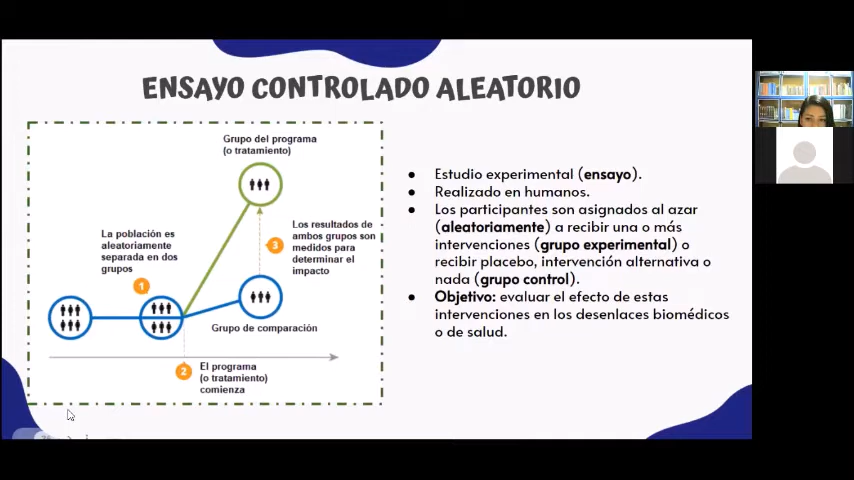 ENSAYO CONTROLADO ALEATORIO
Grupo del programa
(o tratamiento)
La población es
aleatoriamente
separada en dos
grupos
1
Los resultados de
ambos grupos son
medidos para
determinar el
impacto
3
Grupo de comparación
2
El programa
(o tratamiento)
comienza
● Estudio experimental (ensayo).
● Realizado en humanos.
● Los participantes son asignados al azar
(aleatoriamente) a recibir una o más
intervenciones (grupo experimental) o
recibir placebo, intervención alternativa o
nada (grupo control).
● Objetivo: evaluar el efecto de estas
intervenciones en los desenlaces biomédicos
o de salud.